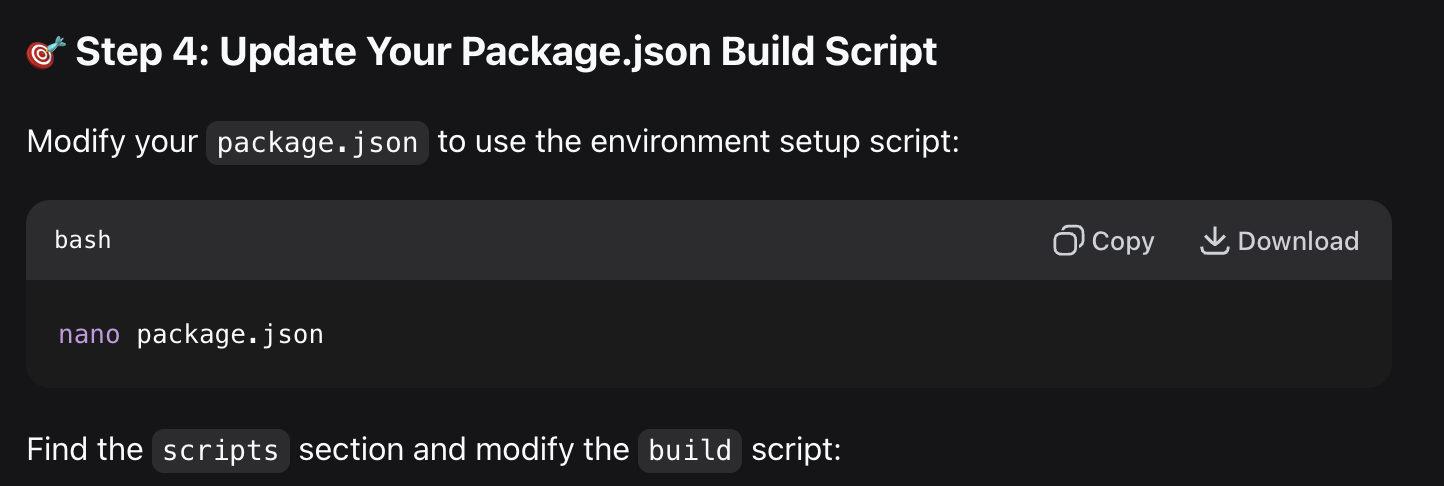 🎯 Step 4: Update Your Package.json Build Script
Modify your package.json to use the environment setup script:
bash
Copy
Download
nano package.json
Find the scripts section and modify the build script: